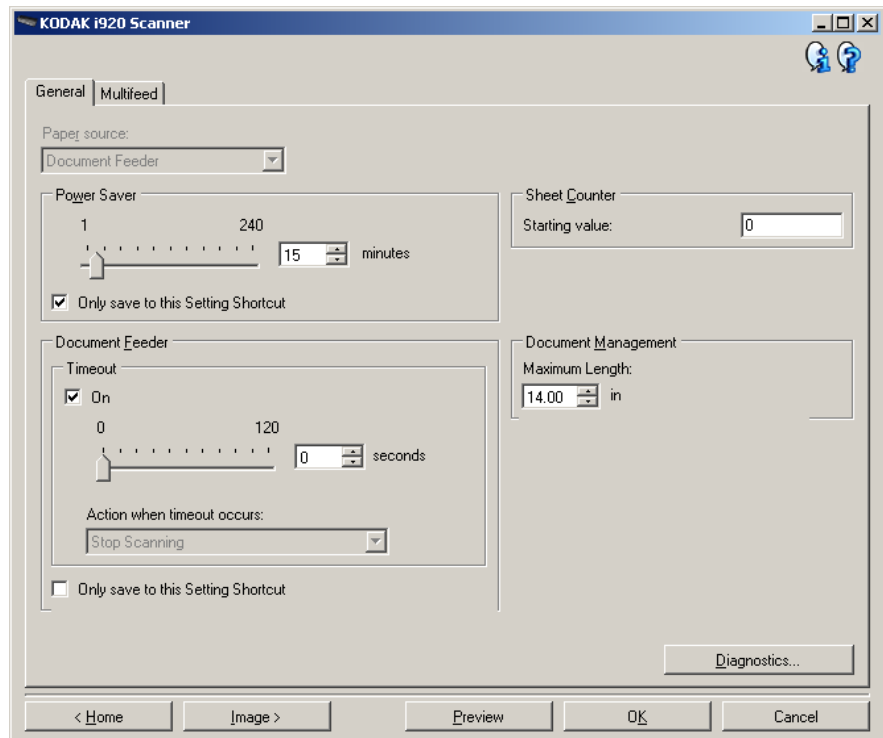 KODAK i920 Scanner
General
Multifeed
Paper source:
Document Feeder
Power Saver
1 240
15 minutes
Only save to this Setting Shortcut
Sheet Counter
Starting value: 0
Document Feeder
Timeout
On
0 120
0 seconds
Action when timeout occurs:
Stop Scanning
Only save to this Setting Shortcut
Document Management
Maximum Length:
14.00 in
Diagnostics...
< Home
Image >
Preview
OK
Cancel